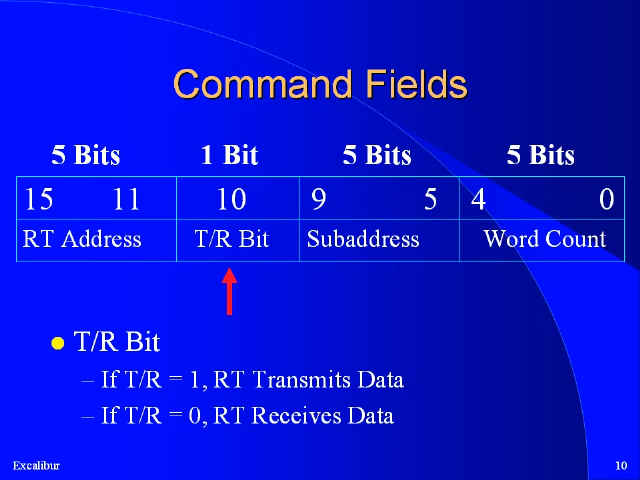 Command Fields
5 Bits 1 Bit 5 Bits 5 Bits
15 11 10 9 5 4 0
RT Address T/R Bit Subaddress Word Count
T/R Bit
– If T/R = 1, RT Transmits Data
– If T/R = 0, RT Receives Data
Excalibur 10